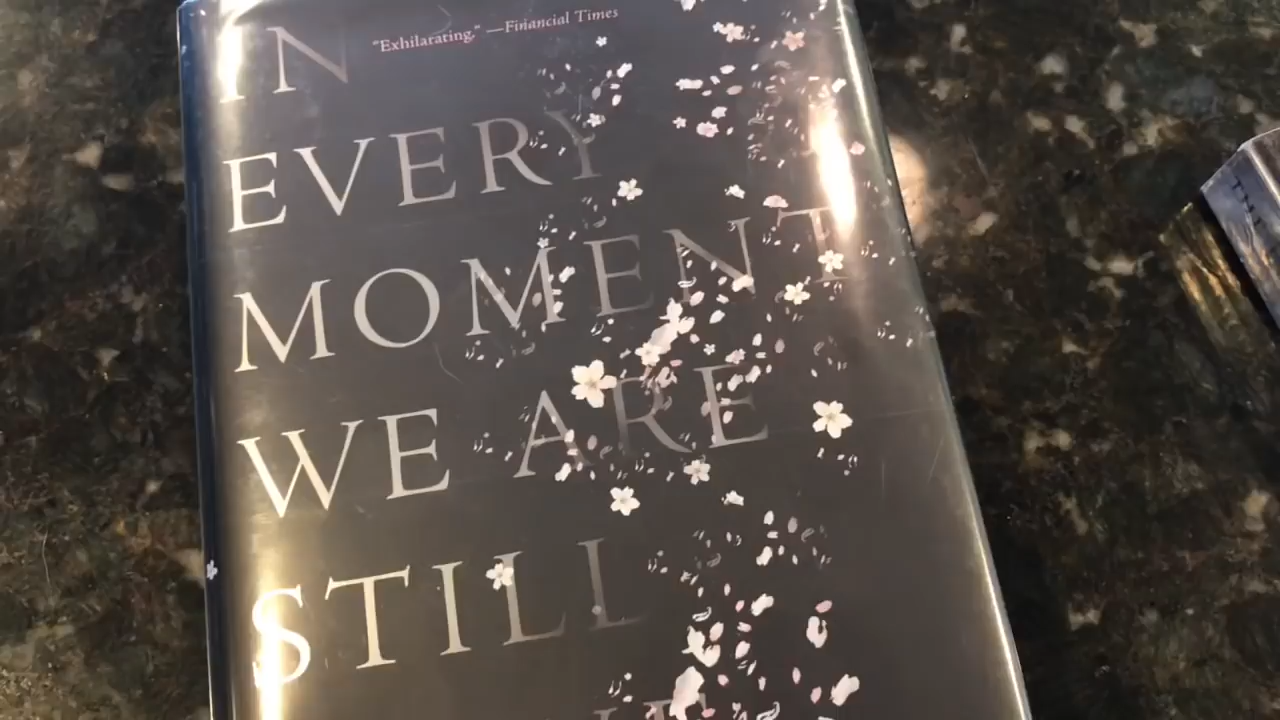 IN
"Exhilarating." —Financial Times
EVERY
MOMENT
WE ARE
STILL